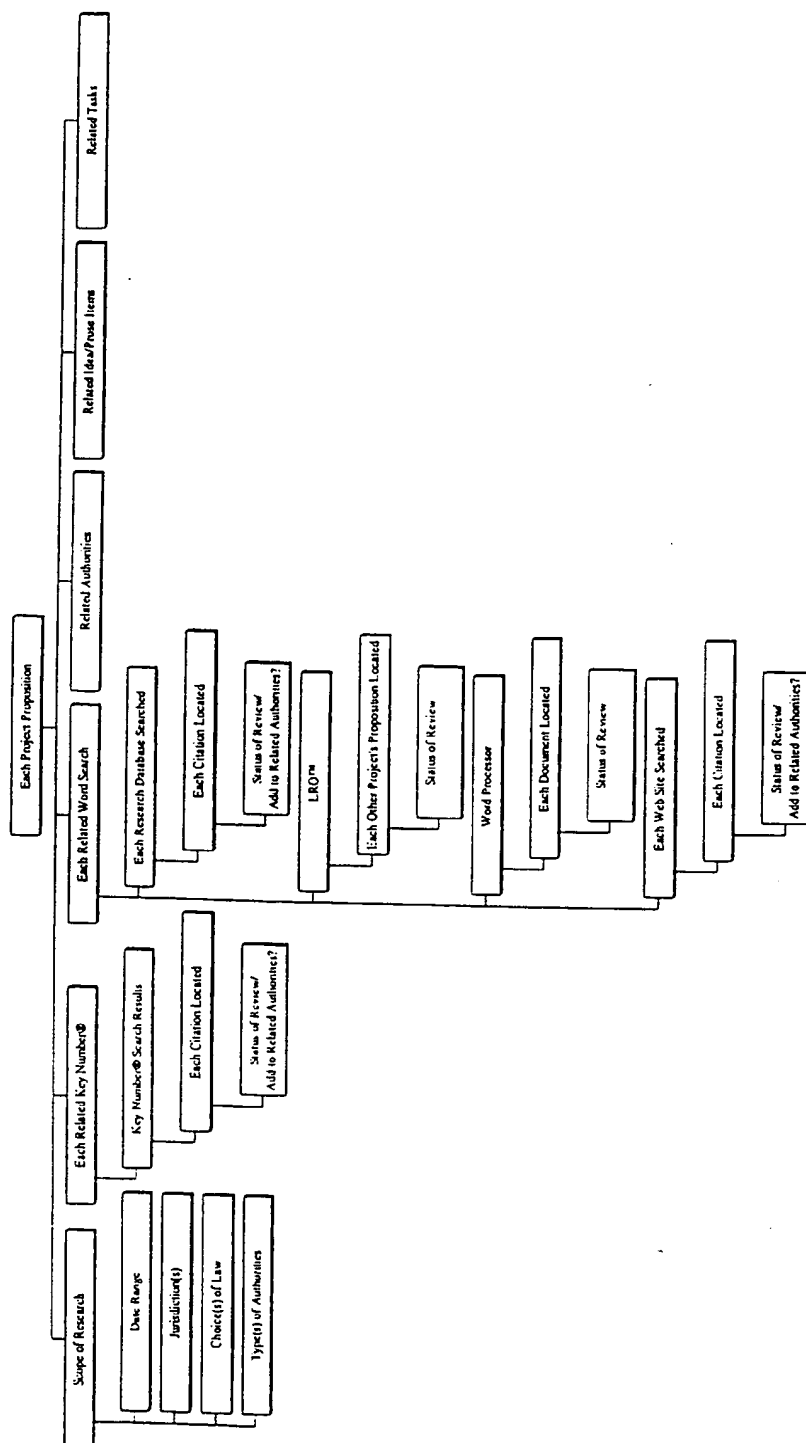 Each Project Proposition
Scope of Research
Date Range
Jurisdiction(s)
Choice(s) of Law
Type(s) of Authorities
Each Related Key Number®
Key Number® Search Results
Each Citation Located
Status of Review/
Add to Related Authorities?
Each Related Word Search
Each Research Database Searched
Each Citation Located
Status of Review/
Add to Related Authorities?
LRO™
Each Other Project's Proposition Located
Status of Review
Word Processor
Each Document Located
Status of Review
Each Web Site Searched
Each Citation Located
Status of Review/
Add to Related Authorities?
Related Authorities
Related Idea/Prose Items
Related Tasks